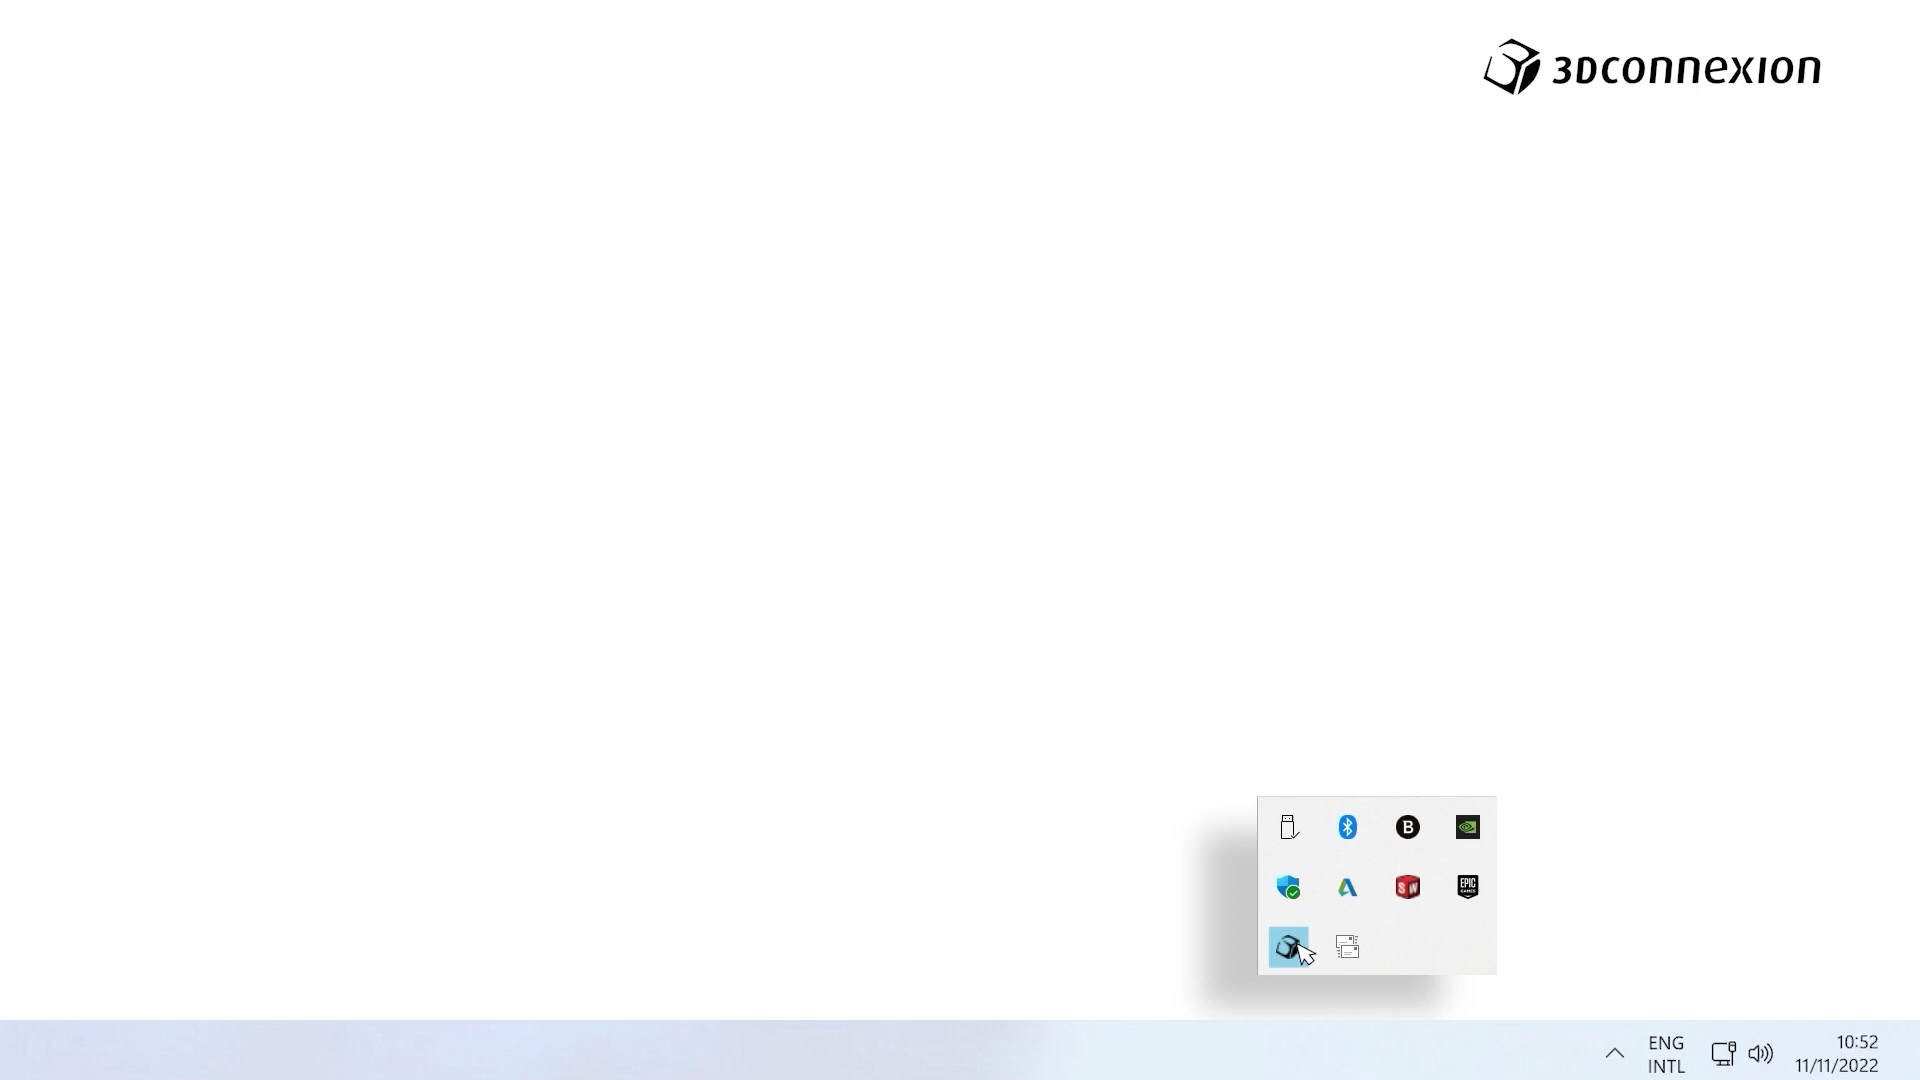 3Dconnexion
B
SW
EPIC
GAMES
ENG
INTL
10:52
11/11/2022